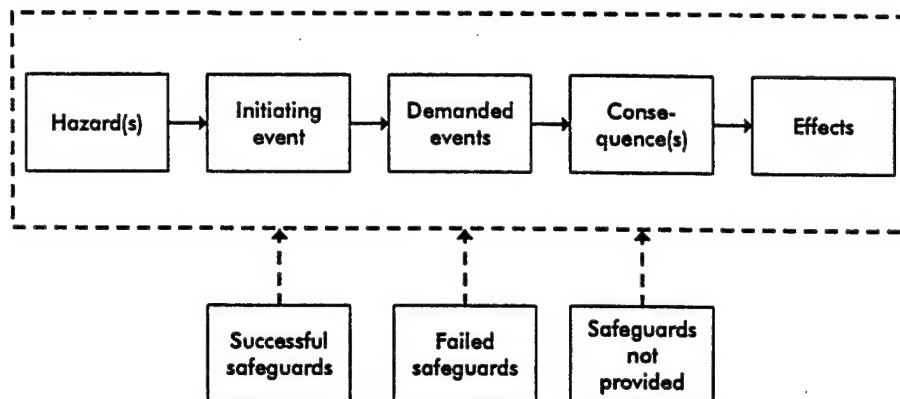 Hazard(s)
Initiating
event
Demanded
events
Conse-
quence(s)
Effects
Successful
safeguards
Failed
safeguards
Safeguards
not
provided